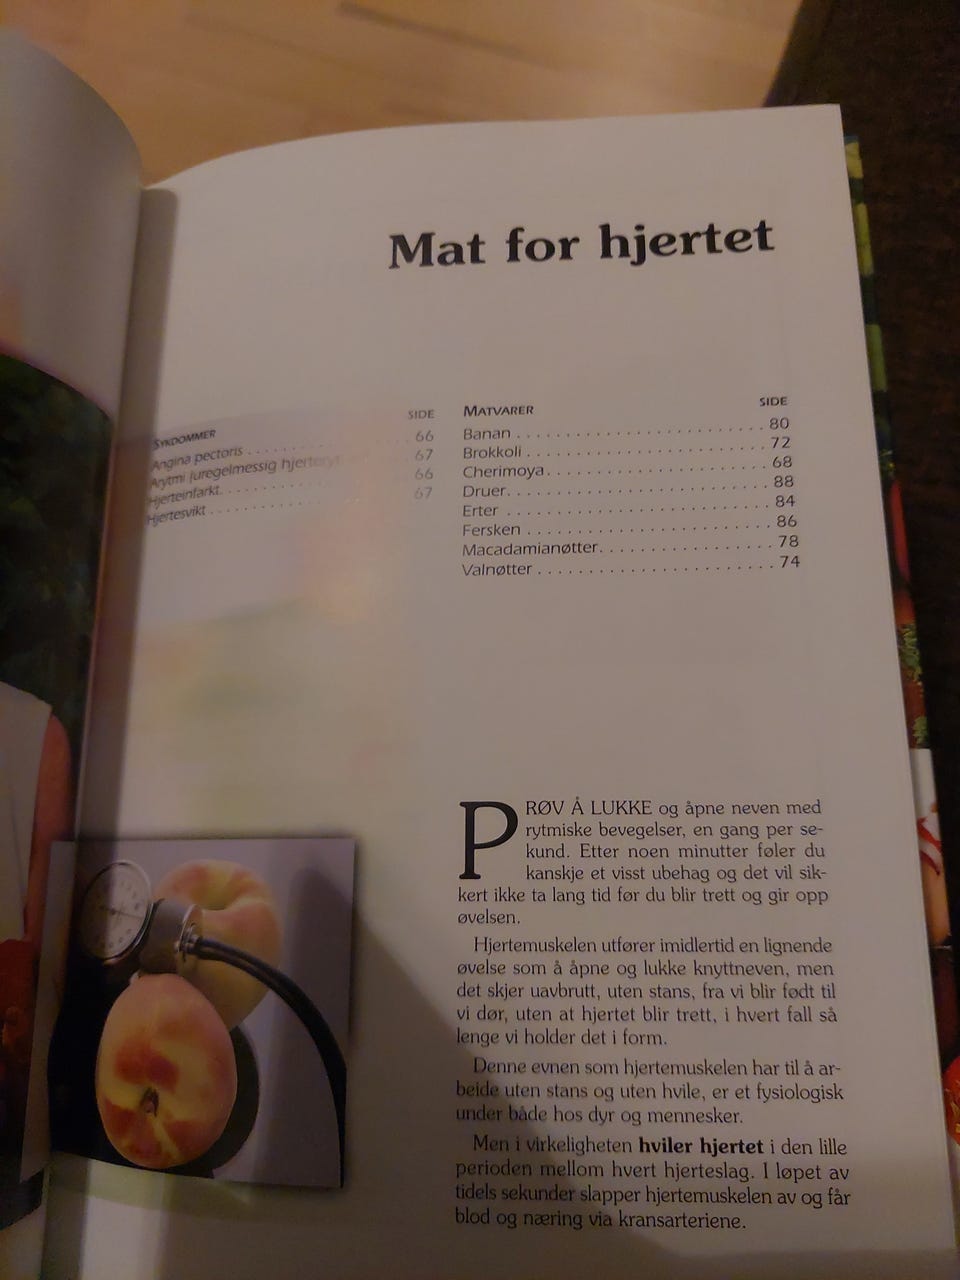 Mat for hjertet
SYKDOMMER SIDE
Angina pectoris . . . . . . . . . . 66
Arytmi (uregelmessig hjerteryt 67
Hjerteinfarkt. . . . . . . . . . . . . 66
Hjertesvikt . . . . . . . . . . . . . . 67
MATVARER SIDE
Banan . . . . . . . . . . . . . . . . . . . . . . . . 80
Brokkoli . . . . . . . . . . . . . . . . . . . . . . . 72
Cherimoya. . . . . . . . . . . . . . . . . . . . . 68
Druer. . . . . . . . . . . . . . . . . . . . . . . . . 88
Erter . . . . . . . . . . . . . . . . . . . . . . . . . 84
Fersken . . . . . . . . . . . . . . . . . . . . . . . 86
Macadamianøtter. . . . . . . . . . . . . . . . 78
Valnøtter . . . . . . . . . . . . . . . . . . . . . . 74
PRØV Å LUKKE og åpne neven med
rytmiske bevegelser, en gang per se-
kund. Etter noen minutter føler du
kanskje et visst ubehag og det vil sik-
kert ikke ta lang tid før du blir trett og gir opp
øvelsen.
Hjertemuskelen utfører imidlertid en lignende
øvelse som å åpne og lukke knyttneven, men
det skjer uavbrutt, uten stans, fra vi blir født til
vi dør, uten at hjertet blir trett, i hvert fall så
lenge vi holder det i form.
Denne evnen som hjertemuskelen har til å ar-
beide uten stans og uten hvile, er et fysiologisk
under både hos dyr og mennesker.
Men i virkeligheten hviler hjertet i den lille
perioden mellom hvert hjerteslag. I løpet av
tidels sekunder slapper hjertemuskelen av og får
blod og næring via kransarteriene.